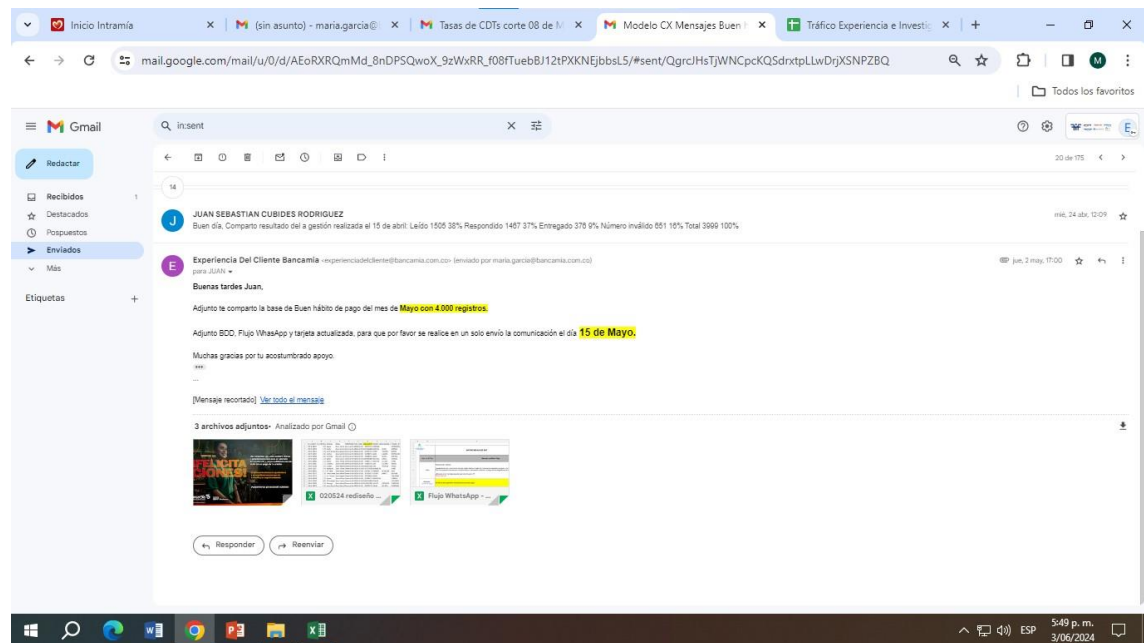 Inicio Intramía
(sin asunto) - maria.garcia@
Tasas de CDTs corte 08 de M
Modelo CX Mensajes Buen
Tráfico Experiencia e Investig
mail.google.com/mail/u/0/d/AEoRXRQmMd_8nDPSQwoX_9zWxRR_f08fTuebBJ12tPXKNEjbbsL5/#sent/QgrcJHsTjWNCpcKQSdrxtpLLwDrjXSNPZBQ
M
Todos los favoritos
Gmail
in:sent
E
Redactar
20 de 175
Recibidos 1
Destacados
Pospuestos
Enviados
Más
Etiquetas +
14
J
JUAN SEBASTIAN CUBIDES RODRIGUEZ
mié, 24 abr, 12:09
Buen día, Comparto resultado del a gestión realizada el 15 de abril: Leído 1505 38% Respondido 1467 37% Entregado 376 9% Número inválido 651 16% Total 3999 100%
E
Experiencia Del Cliente Bancamia <experienciadelcliente@bancamia.com.co> (enviado por maria.garcia@bancamia.com.co)
jue, 2 may, 17:00
para JUAN
Buenas tardes Juan,
Adjunto te comparto la base de Buen hábito de pago del mes de Mayo con 4.000 registros.
Adjunto BDD, Flujo WhasApp y tarjeta actualizada, para que por favor se realice en un solo envío la comunicación el día 15 de Mayo.
Muchas gracias por tu acostumbrado apoyo.
...
[Mensaje recortado] Ver todo el mensaje
3 archivos adjuntos• Analizado por Gmail
FELICITA
CIONES!
020524 rediseño ...
Flujo WhatsApp - ...
Responder
Reenviar
ESP
5:49 p. m.
3/06/2024